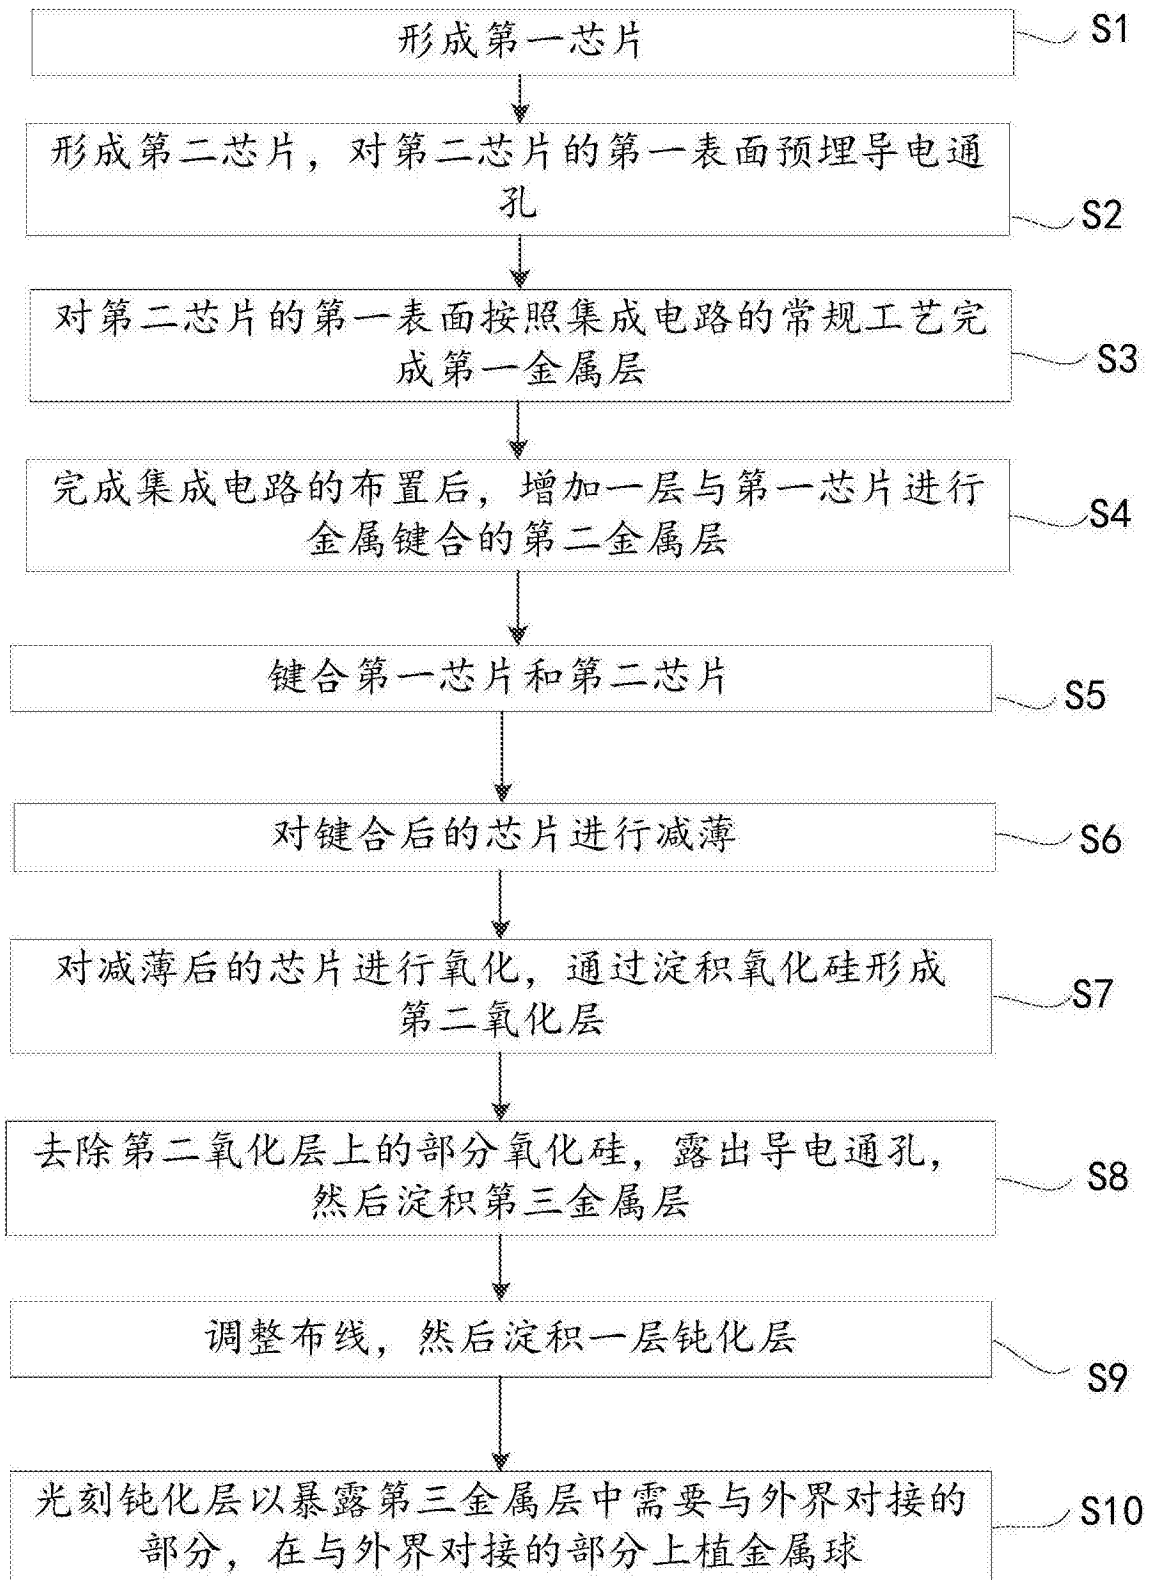 形成第一芯片
S1
形成第二芯片，对第二芯片的第一表面预埋导电通
孔
S2
对第二芯片的第一表面按照集成电路的常规工艺完
成第一金属层
S3
完成集成电路的布置后，增加一层与第一芯片进行
金属键合的第二金属层
S4
键合第一芯片和第二芯片
S5
对键合后的芯片进行减薄
S6
对减薄后的芯片进行氧化，通过淀积氧化硅形成
第二氧化层
S7
去除第二氧化层上的部分氧化硅，露出导电通孔，
然后淀积第三金属层
S8
调整布线，然后淀积一层钝化层
S9
光刻钝化层以暴露第三金属层中需要与外界对接的
部分，在与外界对接的部分上植金属球
S10